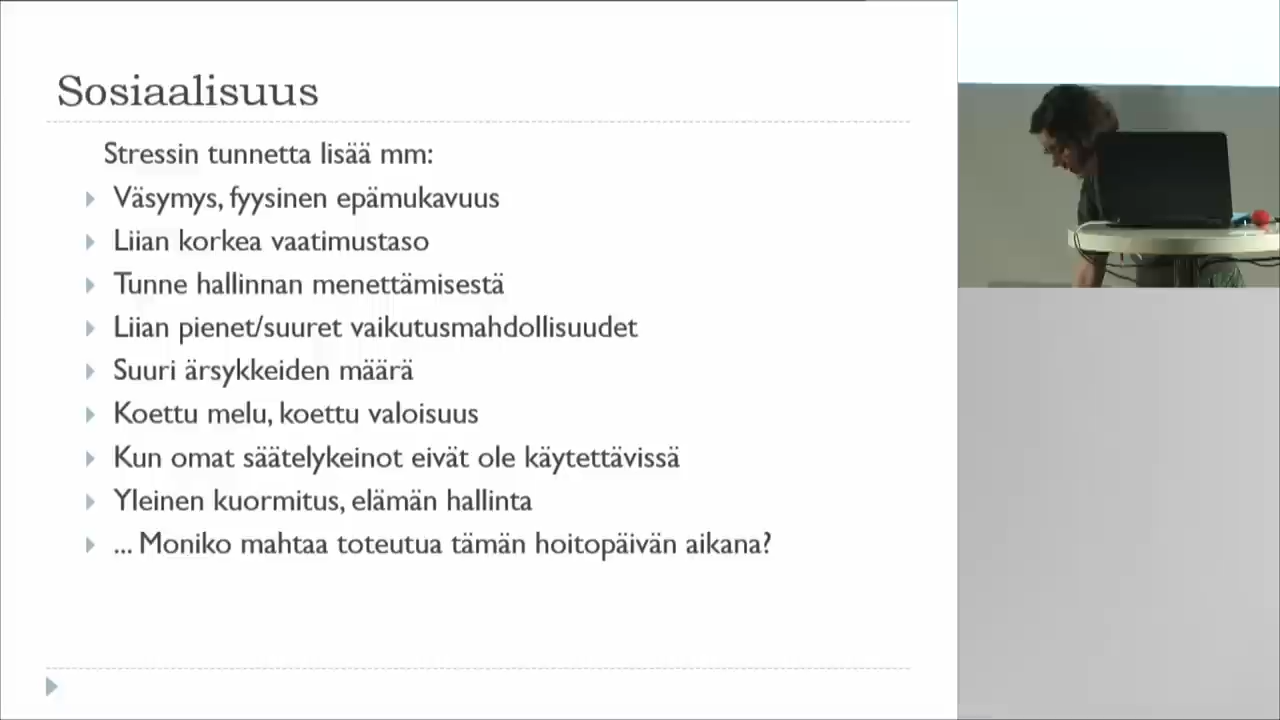 Sosiaalisuus
Stressin tunnetta lisää mm:
Väsymys, fyysinen epämukavuus
Liian korkea vaatimustaso
Tunne hallinnan menettämisestä
Liian pienet/suuret vaikutusmahdollisuudet
Suuri ärsykkeiden määrä
Koettu melu, koettu valoisuus
Kun omat säätelykeinot eivät ole käytettävissä
Yleinen kuormitus, elämän hallinta
... Moniko mahtaa toteutua tämän hoitopäivän aikana?